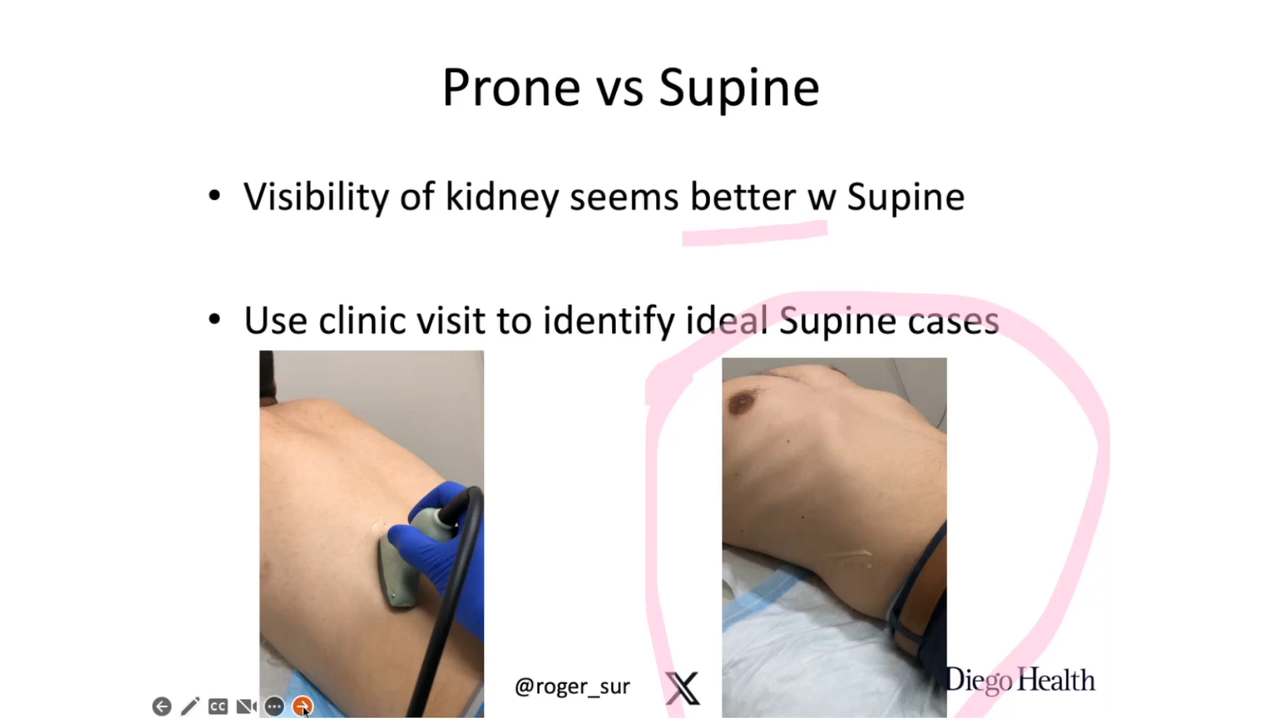 Prone vs Supine
• Visibility of kidney seems better w Supine
• Use clinic visit to identify ideal Supine cases
@roger_sur
Diego Health
CC